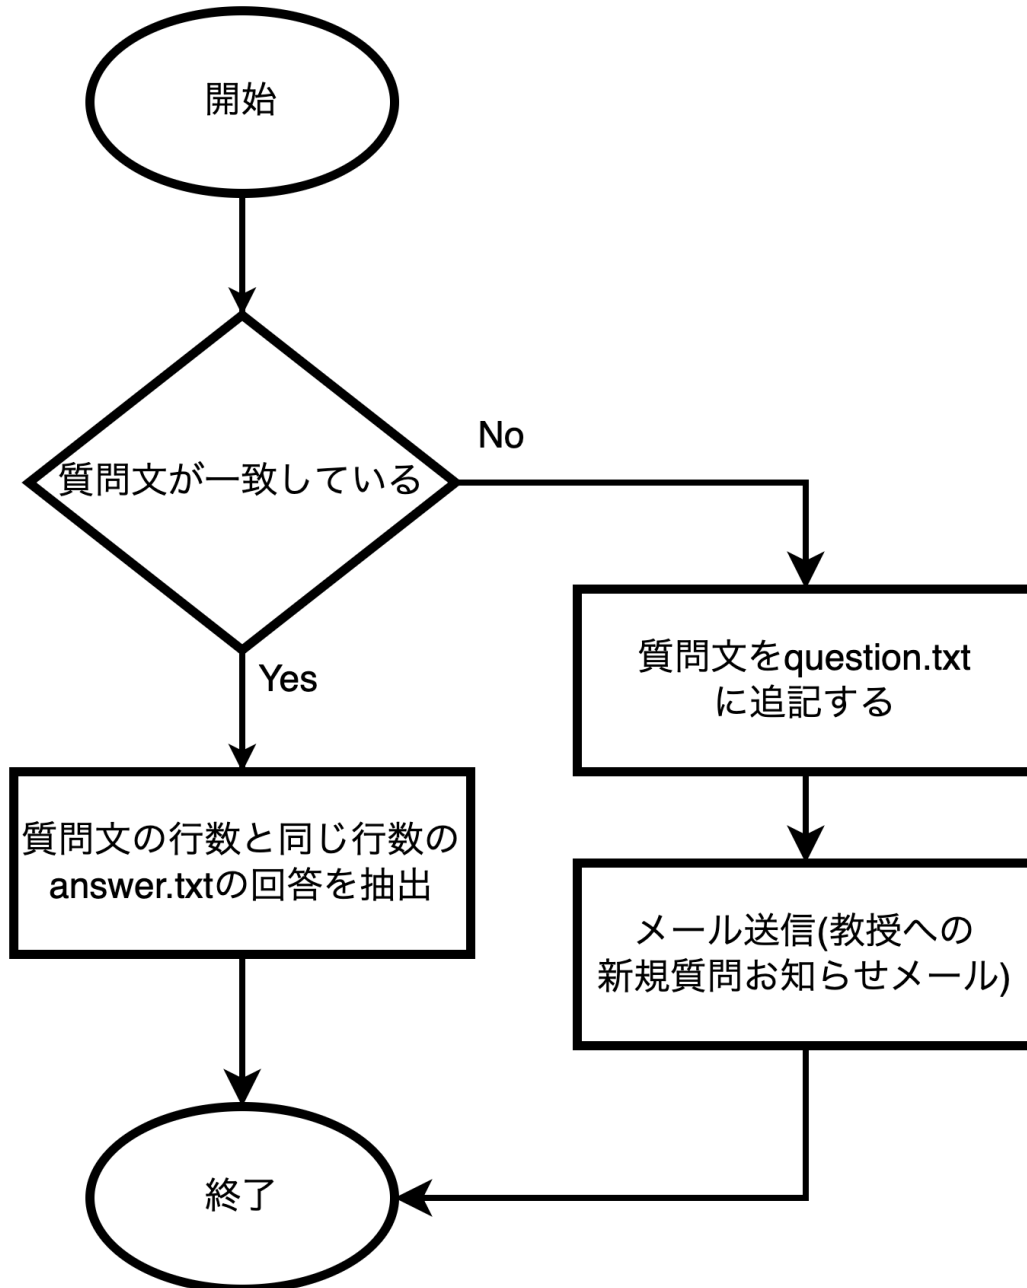 開始
質問文が一致している
No
Yes
質問文をquestion.txt
に追記する
質問文の行数と同じ行数の
answer.txtの回答を抽出
メール送信(教授への
新規質問お知らせメール)
終了